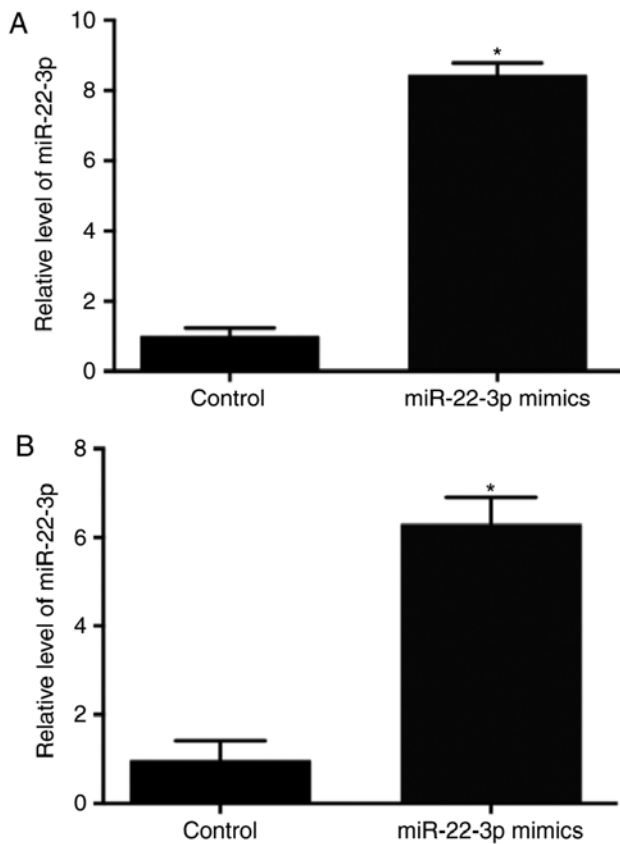 A
Relative level of miR-22-3p
10
8
6
4
2
0
*
Control
miR-22-3p mimics
B
Relative level of miR-22-3p
8
6
4
2
0
*
Control
miR-22-3p mimics